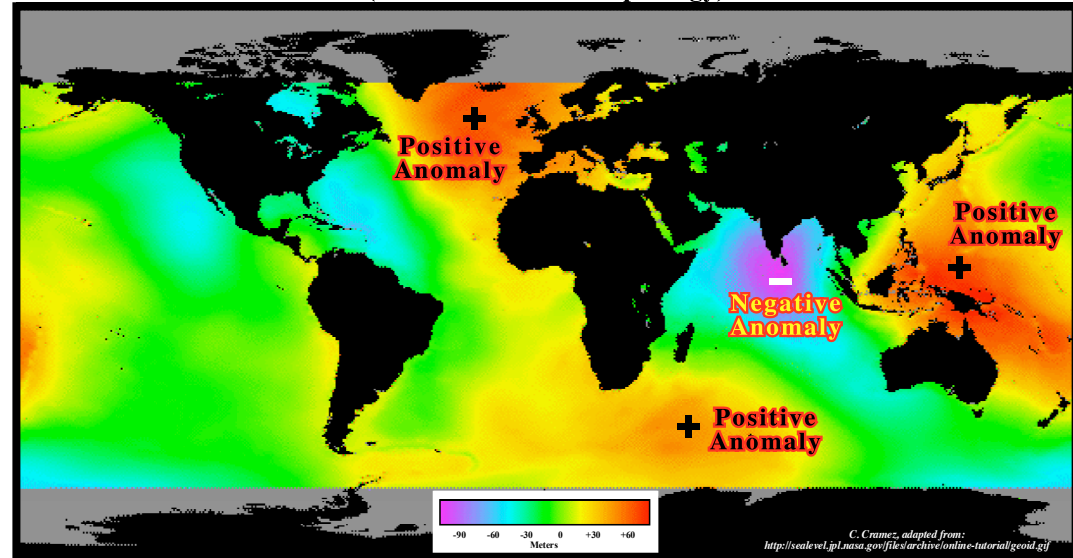 Positive
Anomaly
Positive
Anomaly
Negative
Anomaly
Positive
Anomaly
-90 -60 -30 0 +30 +60
Meters
C. Cramez, adapted from:
http://sealevel.jpl.nasa.gov/files/archive/online-tutorial/geoid.gif